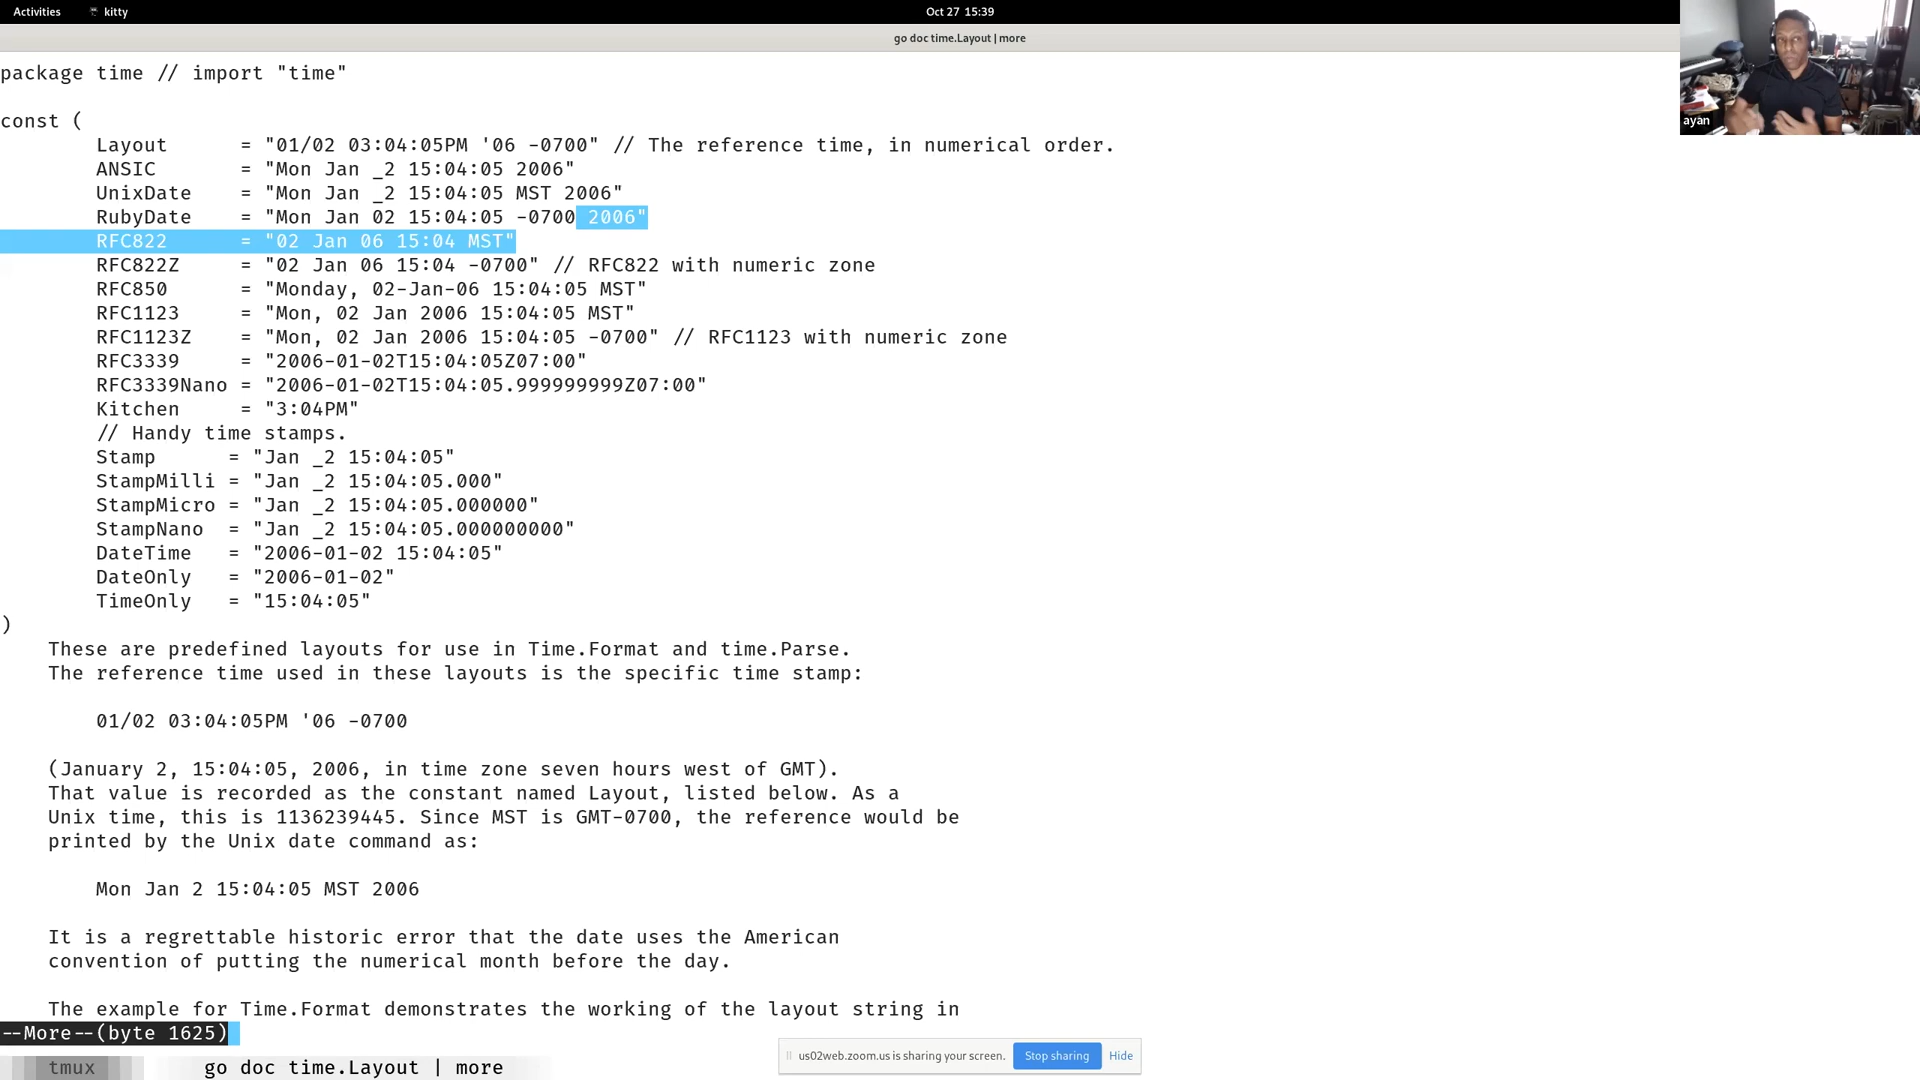 Activities
kitty
Oct 27 15:39
go doc time.Layout | more
ayan
package time // import "time"
const (
Layout      = "01/02 03:04:05PM '06 -0700" // The reference time, in numerical order.
ANSIC       = "Mon Jan _2 15:04:05 2006"
UnixDate    = "Mon Jan _2 15:04:05 MST 2006"
RubyDate    = "Mon Jan 02 15:04:05 -0700 2006"
RFC822      = "02 Jan 06 15:04 MST"
RFC822Z     = "02 Jan 06 15:04 -0700" // RFC822 with numeric zone
RFC850      = "Monday, 02-Jan-06 15:04:05 MST"
RFC1123     = "Mon, 02 Jan 2006 15:04:05 MST"
RFC1123Z    = "Mon, 02 Jan 2006 15:04:05 -0700" // RFC1123 with numeric zone
RFC3339     = "2006-01-02T15:04:05Z07:00"
RFC3339Nano = "2006-01-02T15:04:05.999999999Z07:00"
Kitchen     = "3:04PM"
// Handy time stamps.
Stamp      = "Jan _2 15:04:05"
StampMilli = "Jan _2 15:04:05.000"
StampMicro = "Jan _2 15:04:05.000000"
StampNano  = "Jan _2 15:04:05.000000000"
DateTime   = "2006-01-02 15:04:05"
DateOnly   = "2006-01-02"
TimeOnly   = "15:04:05"
)
These are predefined layouts for use in Time.Format and time.Parse.
The reference time used in these layouts is the specific time stamp:
01/02 03:04:05PM '06 -0700
(January 2, 15:04:05, 2006, in time zone seven hours west of GMT).
That value is recorded as the constant named Layout, listed below. As a
Unix time, this is 1136239445. Since MST is GMT-0700, the reference would be
printed by the Unix date command as:
Mon Jan 2 15:04:05 MST 2006
It is a regrettable historic error that the date uses the American
convention of putting the numerical month before the day.
The example for Time.Format demonstrates the working of the layout string in
--More--(byte 1625)
us02web.zoom.us is sharing your screen.
Stop sharing
Hide
tmux
go doc time.Layout | more